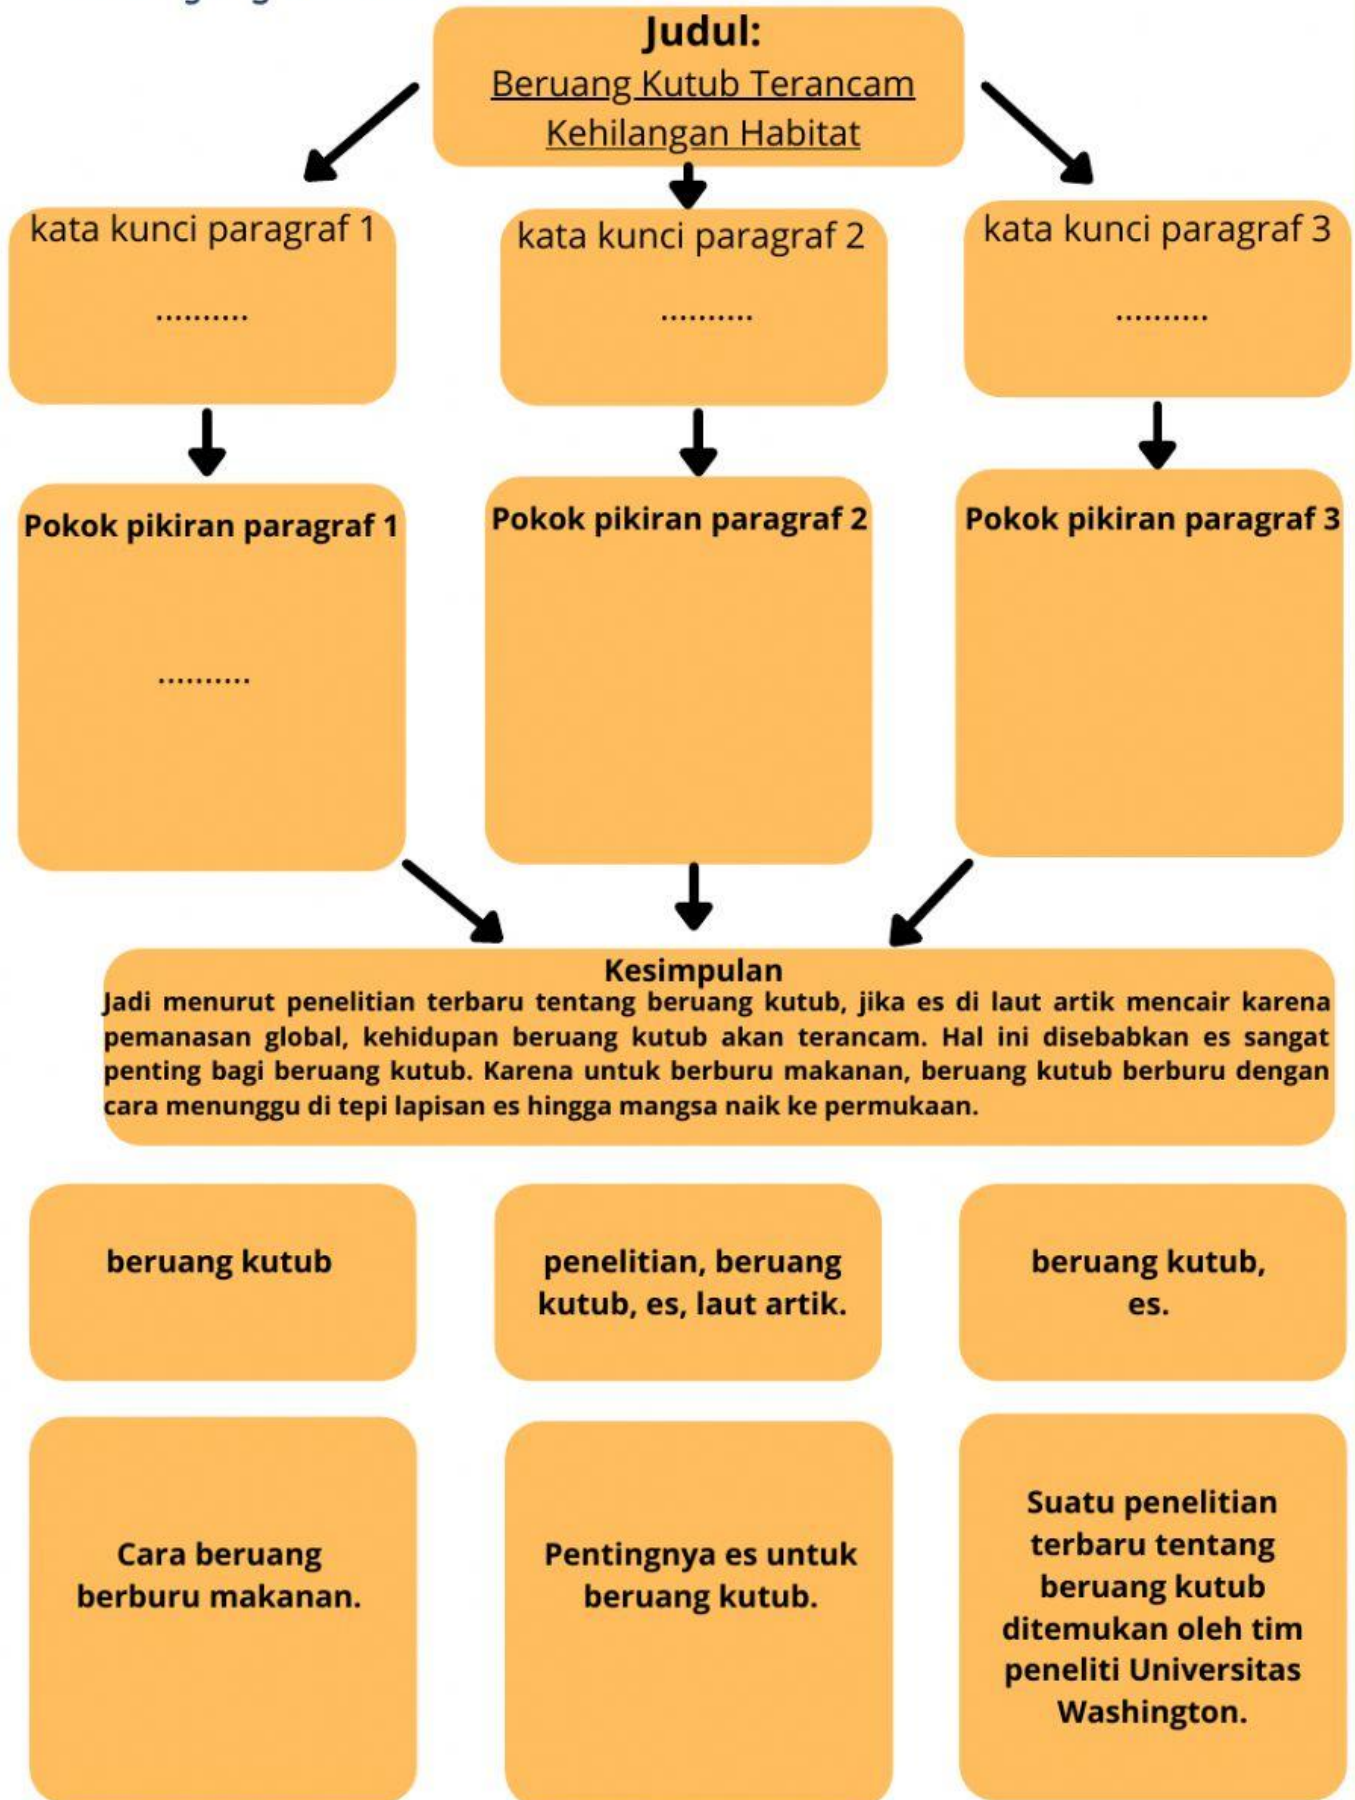 Judul:
Beruang Kutub Terancam
Kehilangan Habitat
kata kunci paragraf 1
..........
kata kunci paragraf 2
..........
kata kunci paragraf 3
..........
Pokok pikiran paragraf 1
..........
Pokok pikiran paragraf 2
Pokok pikiran paragraf 3
Kesimpulan
Jadi menurut penelitian terbaru tentang beruang kutub, jika es di laut artik mencair karena
pemanasan global, kehidupan beruang kutub akan terancam. Hal ini disebabkan es sangat
penting bagi beruang kutub. Karena untuk berburu makanan, beruang kutub berburu dengan
cara menunggu di tepi lapisan es hingga mangsa naik ke permukaan.
beruang kutub
penelitian, beruang
kutub, es, laut artik.
beruang kutub,
es.
Cara beruang
berburu makanan.
Pentingnya es untuk
beruang kutub.
Suatu penelitian
terbaru tentang
beruang kutub
ditemukan oleh tim
peneliti Universitas
Washington.